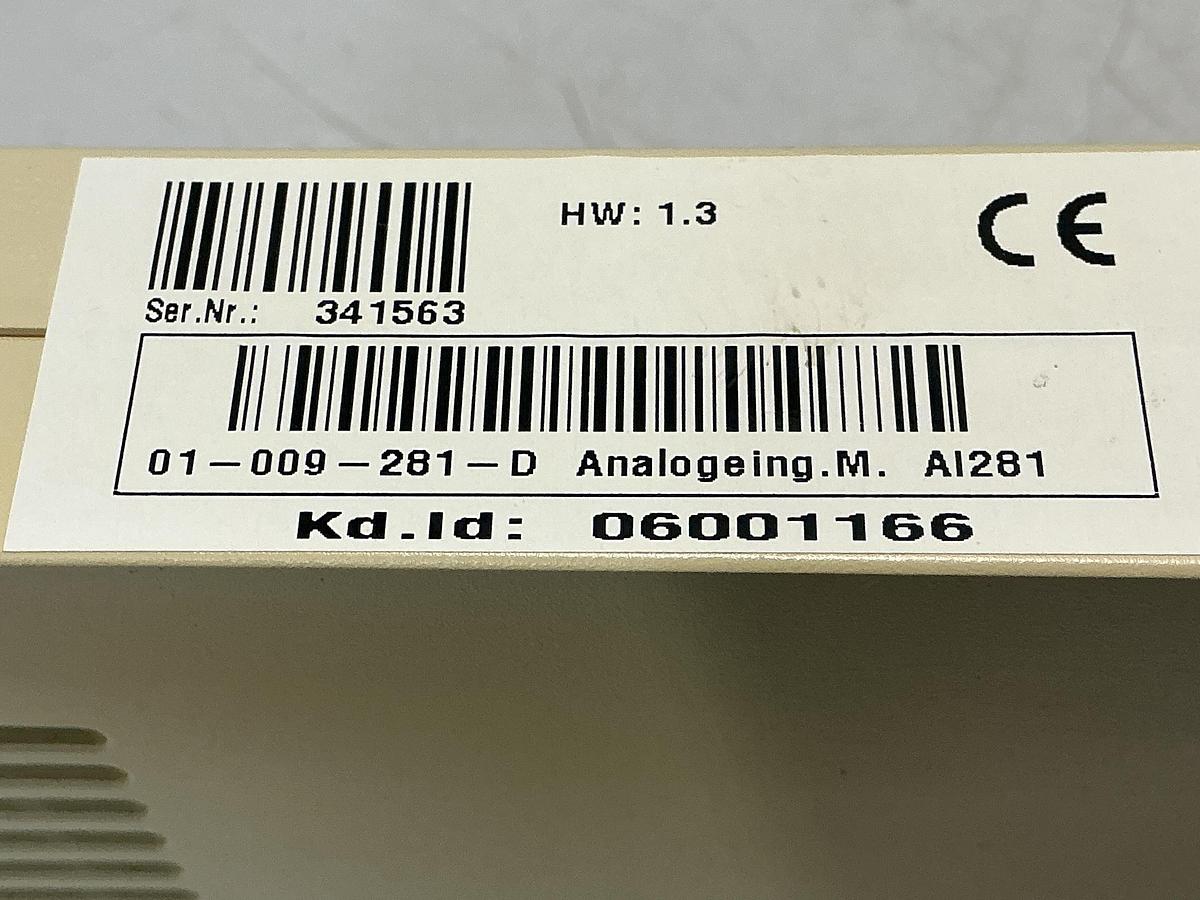 HW: 1.3
CE
Ser.Nr.: 341563
01-009-281-D Analogeing.M. AI281
Kd.Id: 06001166